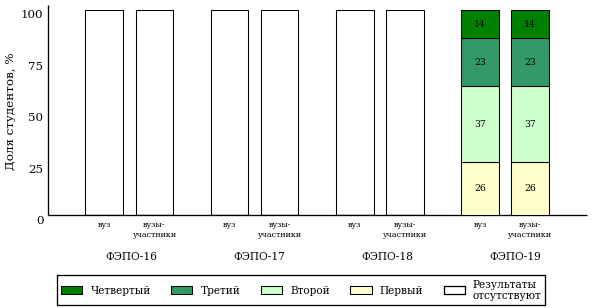 Доля студентов, %
100
75
50
25
0
14 14
23 23
37 37
26 26
вуз вузы-участники вуз вузы-участники вуз вузы-участники вуз вузы-участники
ФЭПО-16 ФЭПО-17 ФЭПО-18 ФЭПО-19
Четвертый Третий Второй Первый Результаты
отсутствуют